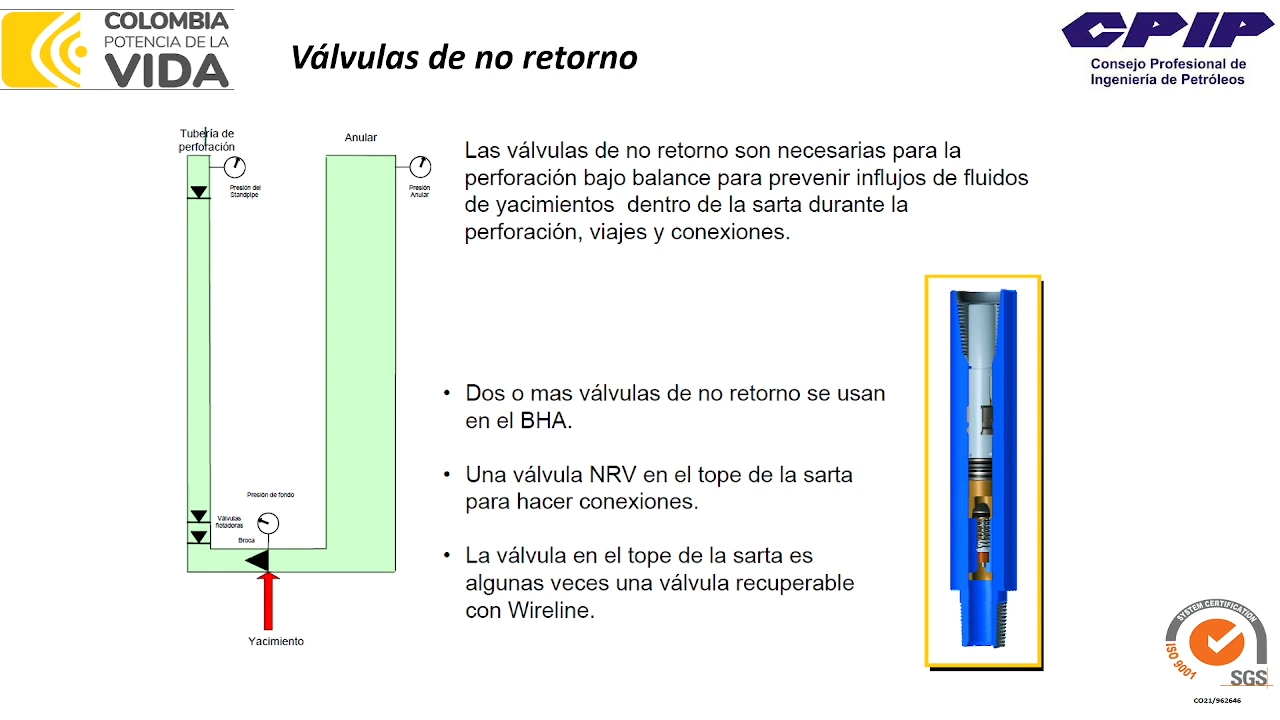 COLOMBIA
POTENCIA DE LA
VIDA
Válvulas de no retorno
CPIP
Consejo Profesional de
Ingeniería de Petróleos
Tubería de
perforación
Anular
Presión del
Standpipe
Presión
Anular
Las válvulas de no retorno son necesarias para la
perforación bajo balance para prevenir influjos de fluidos
de yacimientos dentro de la sarta durante la
perforación, viajes y conexiones.
• Dos o mas válvulas de no retorno se usan
en el BHA.
• Una válvula NRV en el tope de la sarta
para hacer conexiones.
• La válvula en el tope de la sarta es
algunas veces una válvula recuperable
con Wireline.
Presión de fondo
Válvulas
flotadoras
Broca
Yacimiento
SYSTEM CERTIFICATION
ISO 9001
SGS
CO21/962646